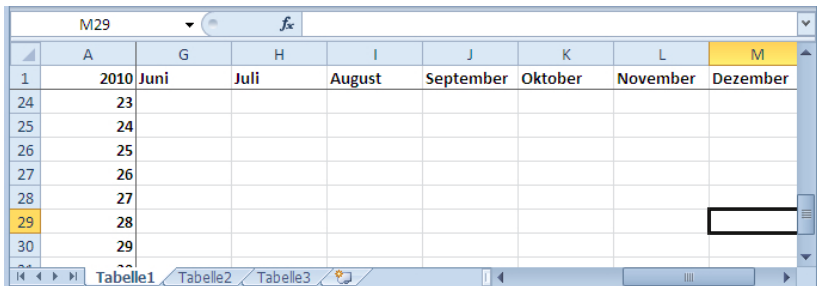 M29 fx
A G H I J K L M
1 2010 Juni Juli August September Oktober November Dezember
24 23
25 24
26 25
27 26
28 27
29 28
30 29
Tabelle1 Tabelle2 Tabelle3